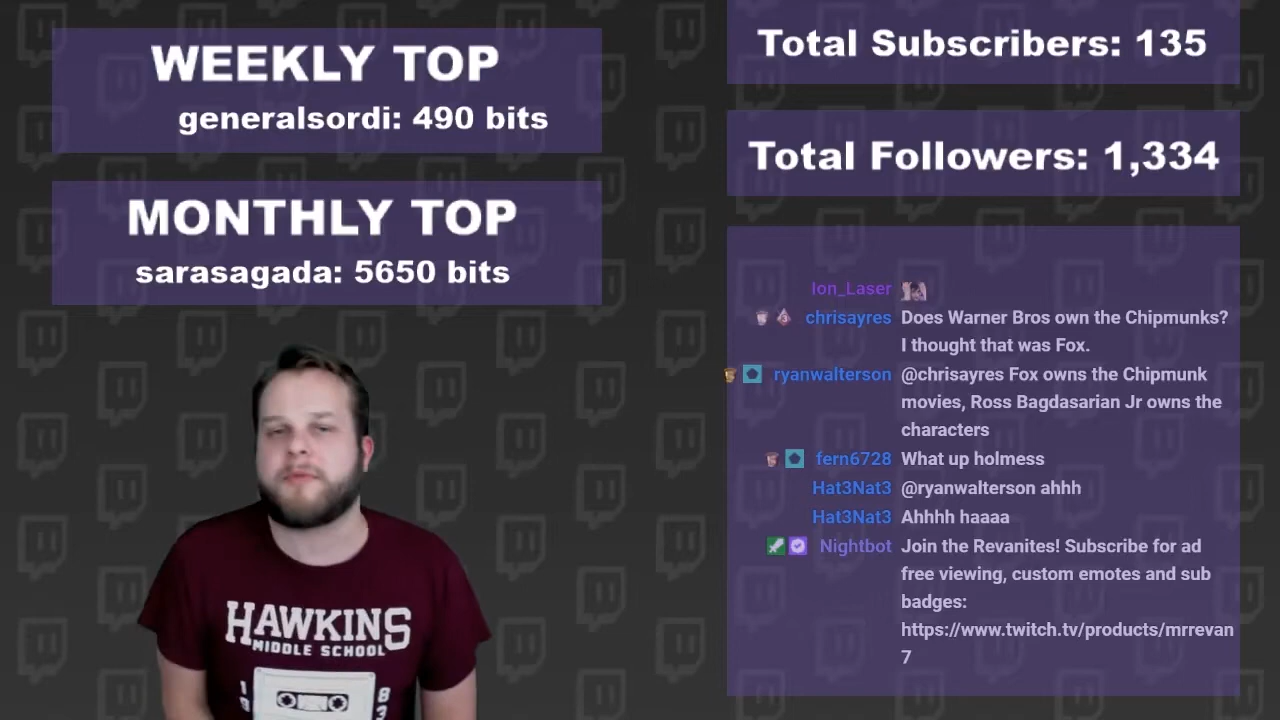 WEEKLY TOP
generalsordi: 490 bits
MONTHLY TOP
sarasagada: 5650 bits
Total Subscribers: 135
Total Followers: 1,334
Ion_Laser
chrisayres Does Warner Bros own the Chipmunks?
I thought that was Fox.
ryanwalterson @chrisayres Fox owns the Chipmunk
movies, Ross Bagdasarian Jr owns the
characters
fern6728 What up holmess
Hat3Nat3 @ryanwalterson ahhh
Hat3Nat3 Ahhhh haaaa
Nightbot Join the Revanites! Subscribe for ad
free viewing, custom emotes and sub
badges:
https://www.twitch.tv/products/mrrevan
7
HAWKINS
MIDDLE SCHOOL
1 8
9 3